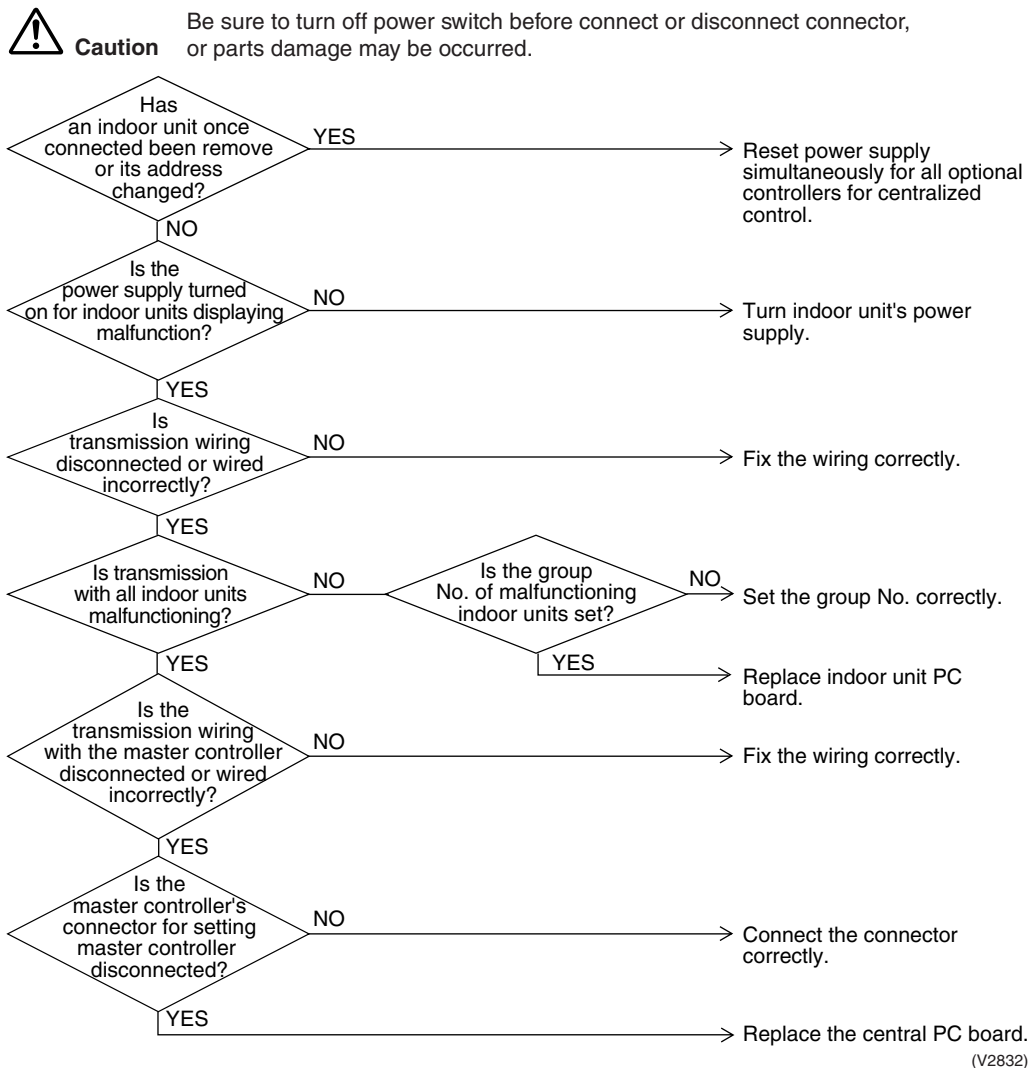 Be sure to turn off power switch before connect or disconnect connector,
Caution or parts damage may be occurred.
Has
an indoor unit once
connected been remove
or its address
changed?
YES
Reset power supply
simultaneously for all optional
controllers for centralized
control.
NO
Is the
power supply turned
on for indoor units displaying
malfunction?
NO
Turn indoor unit's power
supply.
YES
Is
transmission wiring
disconnected or wired
incorrectly?
NO
Fix the wiring correctly.
YES
Is transmission
with all indoor units
malfunctioning?
NO
Is the group
No. of malfunctioning
indoor units set?
NO
Set the group No. correctly.
YES
YES
Replace indoor unit PC
board.
Is the
transmission wiring
with the master controller
disconnected or wired
incorrectly?
NO
Fix the wiring correctly.
YES
Is the
master controller's
connector for setting
master controller
disconnected?
NO
Connect the connector
correctly.
YES
Replace the central PC board.
(V2832)